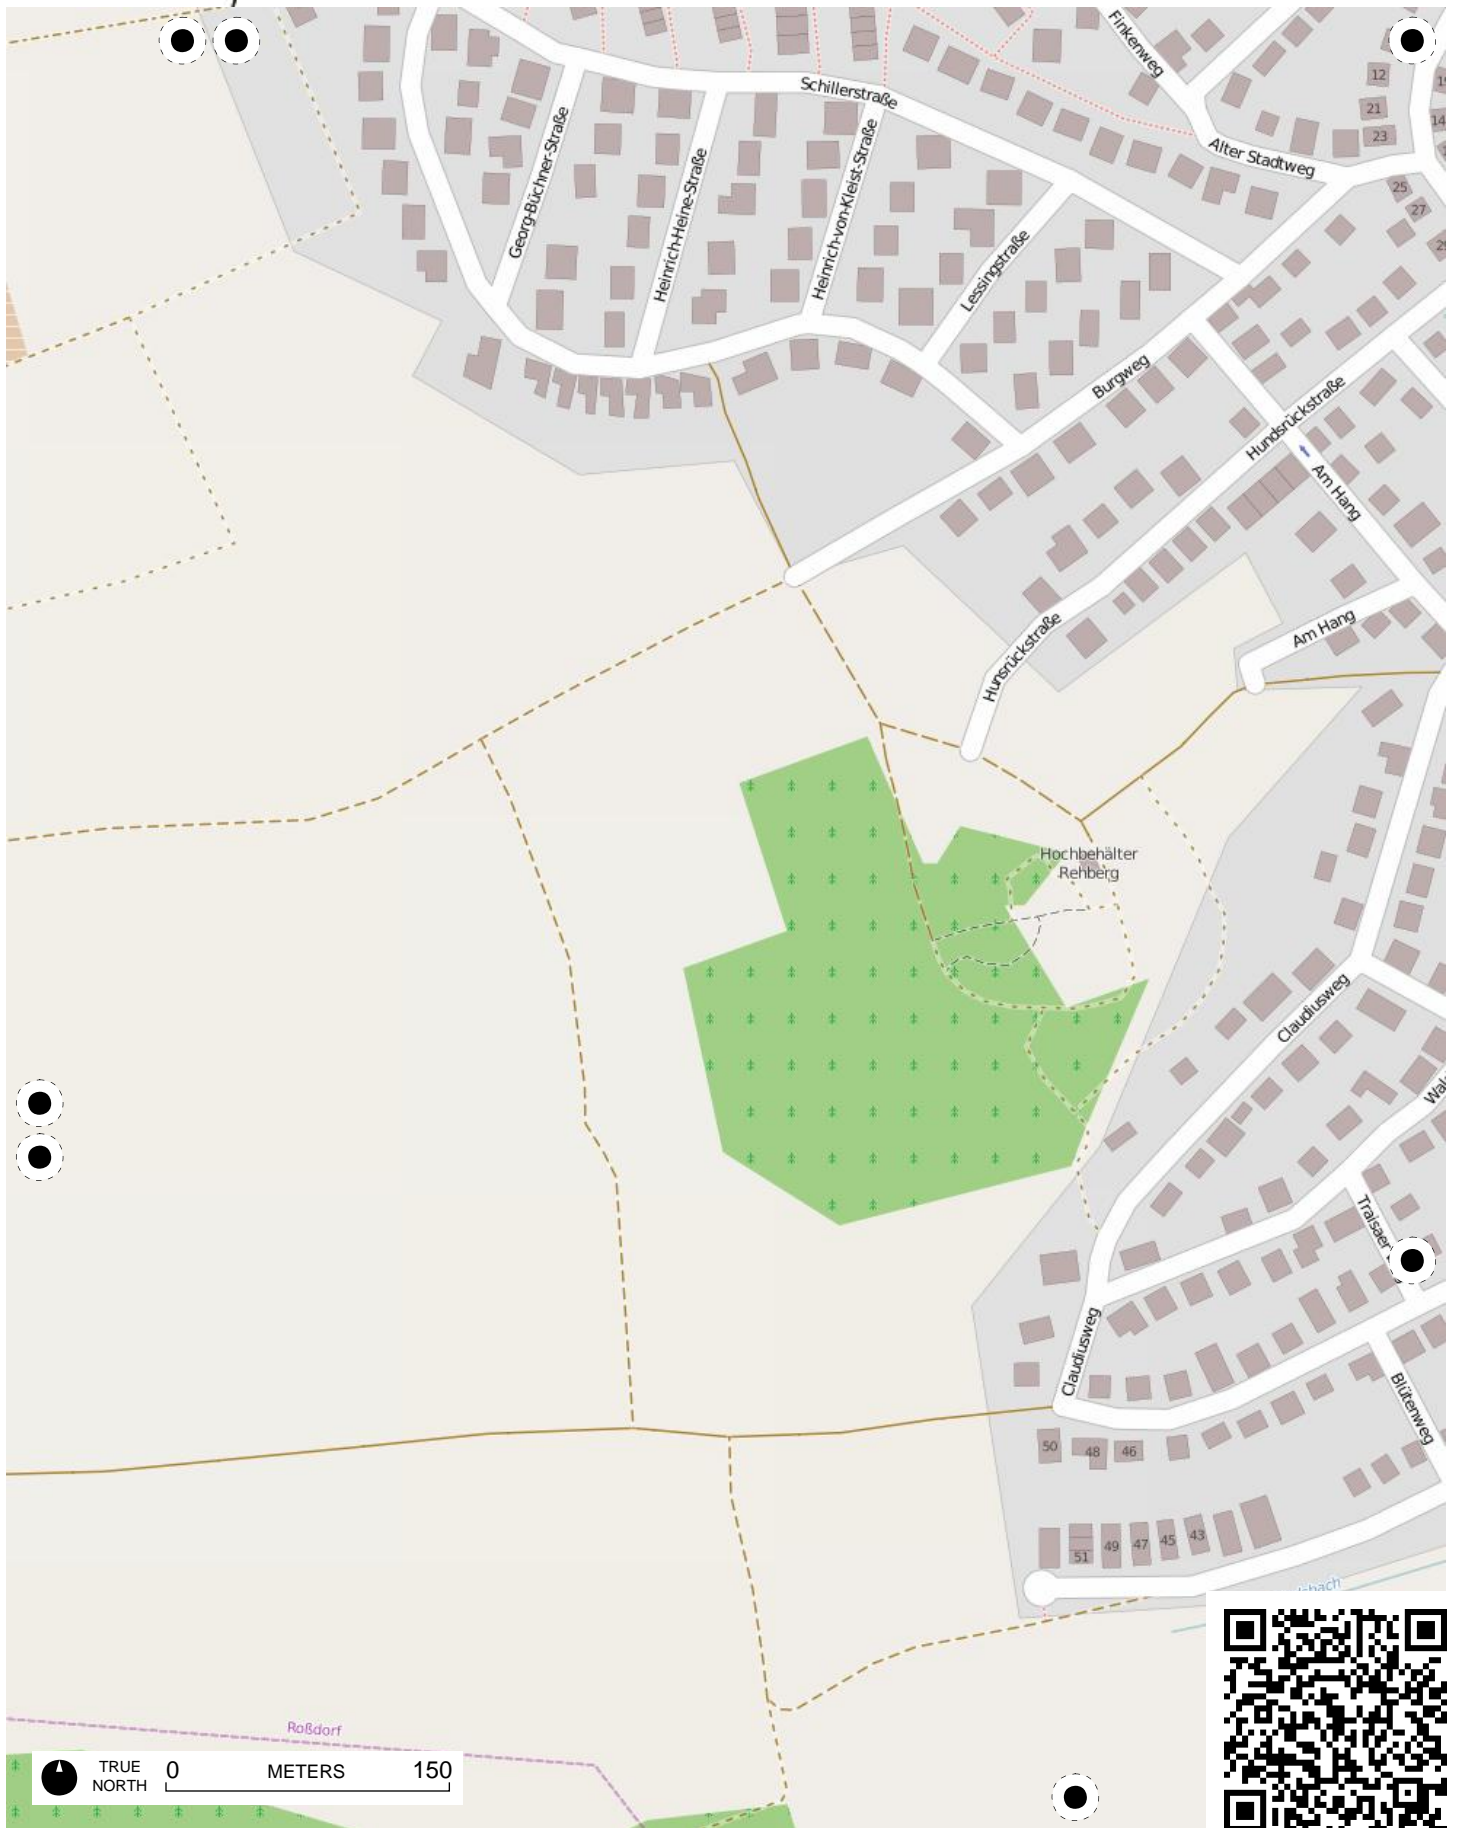 Finkenweg
12
21
14
23
Schillerstraße
Alter Stadtweg
25
27
Georg-Büchner-Straße
Heinrich-Heine-Straße
Heinrich-von-Kleist-Straße
Lessingstraße
Burgweg
Hundsrückstraße
Am Hang
Am Hang
Hunsrückstraße
Hochbehälter
Rehberg
Claudiusweg
Traisaer
Claudiusweg
Blütenweg
50
48
46
51
49
47
45
43
Roßdorf
TRUE
NORTH
0
METERS
150